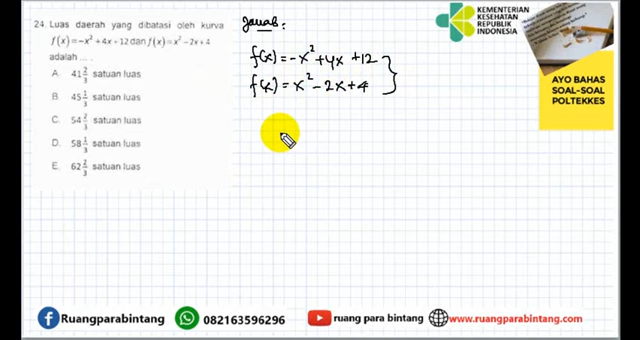 24. Luas daerah yang dibatasi oleh kurva
f(x)=-x²+4x+12 dan f(x)=x²-2x+4
adalah ....
A. 41 2/3 satuan luas
B. 45 1/3 satuan luas
C. 54 2/3 satuan luas
D. 58 1/3 satuan luas
E. 62 2/3 satuan luas
Jawab:
f(x) = -x² + 4x + 12
f(x) = x² - 2x + 4
KEMENTERIAN
KESEHATAN
REPUBLIK
INDONESIA
AYO BAHAS
SOAL-SOAL
POLTEKKES
Ruangparabintang
082163596296
ruang para bintang
www.ruangparabintang.com